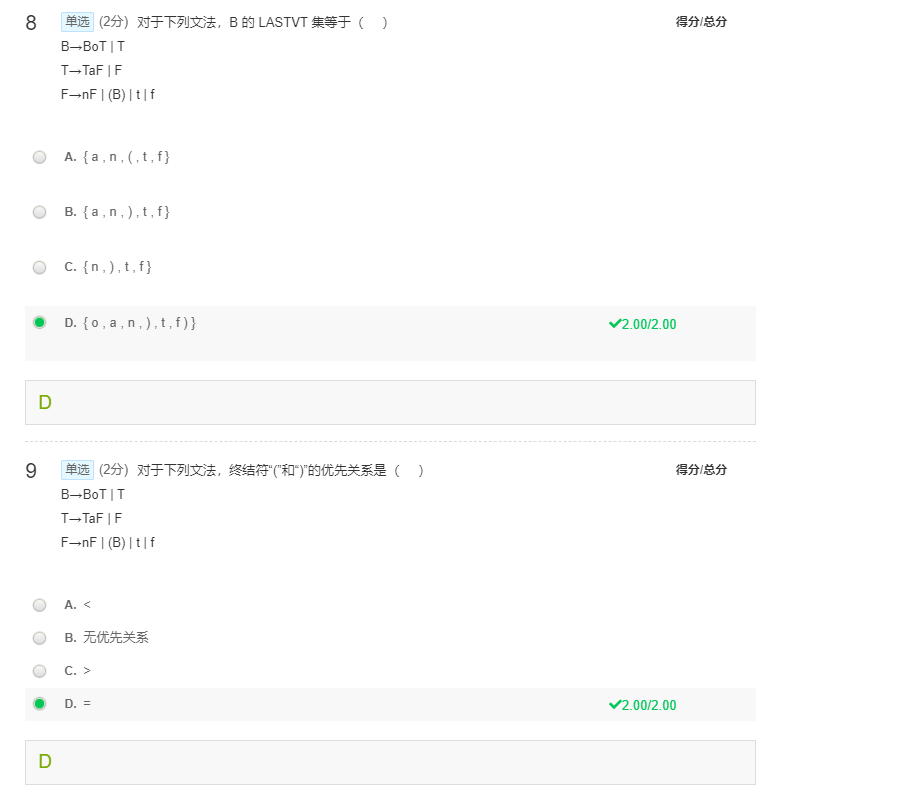 8 单选 (2分) 对于下列文法，B 的 LASTVT 集等于（ ） 得分/总分
B→BoT | T
T→TaF | F
F→nF | (B) | t | f
A. { a , n , ( , t , f }
B. { a , n , ) , t , f }
C. { n , ) , t , f }
D. { o , a , n , ) , t , f ) } 2.00/2.00
D
9 单选 (2分) 对于下列文法，终结符“(”和“)”的优先关系是（ ） 得分/总分
B→BoT | T
T→TaF | F
F→nF | (B) | t | f
A. <
B. 无优先关系
C. >
D. = 2.00/2.00
D